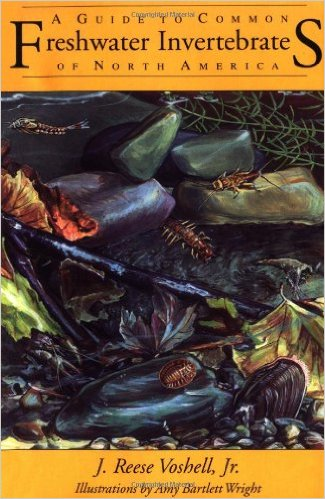 A Guide to Common
Freshwater Invertebrates
of North America
J. Reese Voshell, Jr.
Illustrations by Amy Bartlett Wright